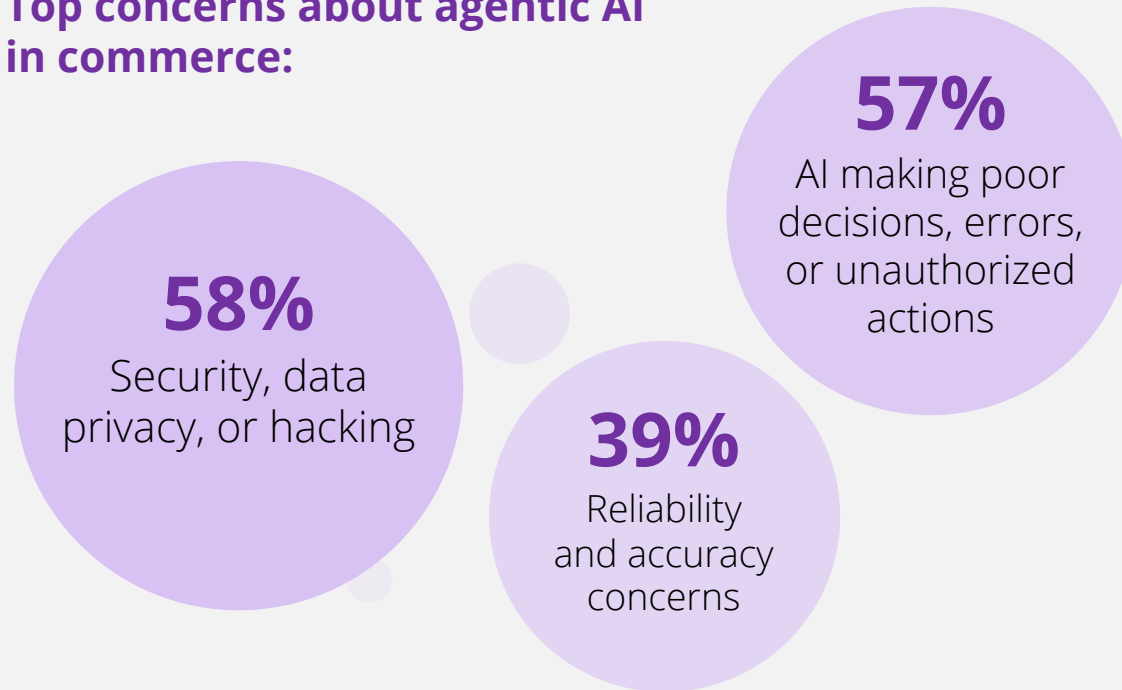 Top concerns about agentic AI
in commerce:
57%
AI making poor
decisions, errors,
or unauthorized
actions
58%
Security, data
privacy, or hacking
39%
Reliability
and accuracy
concerns